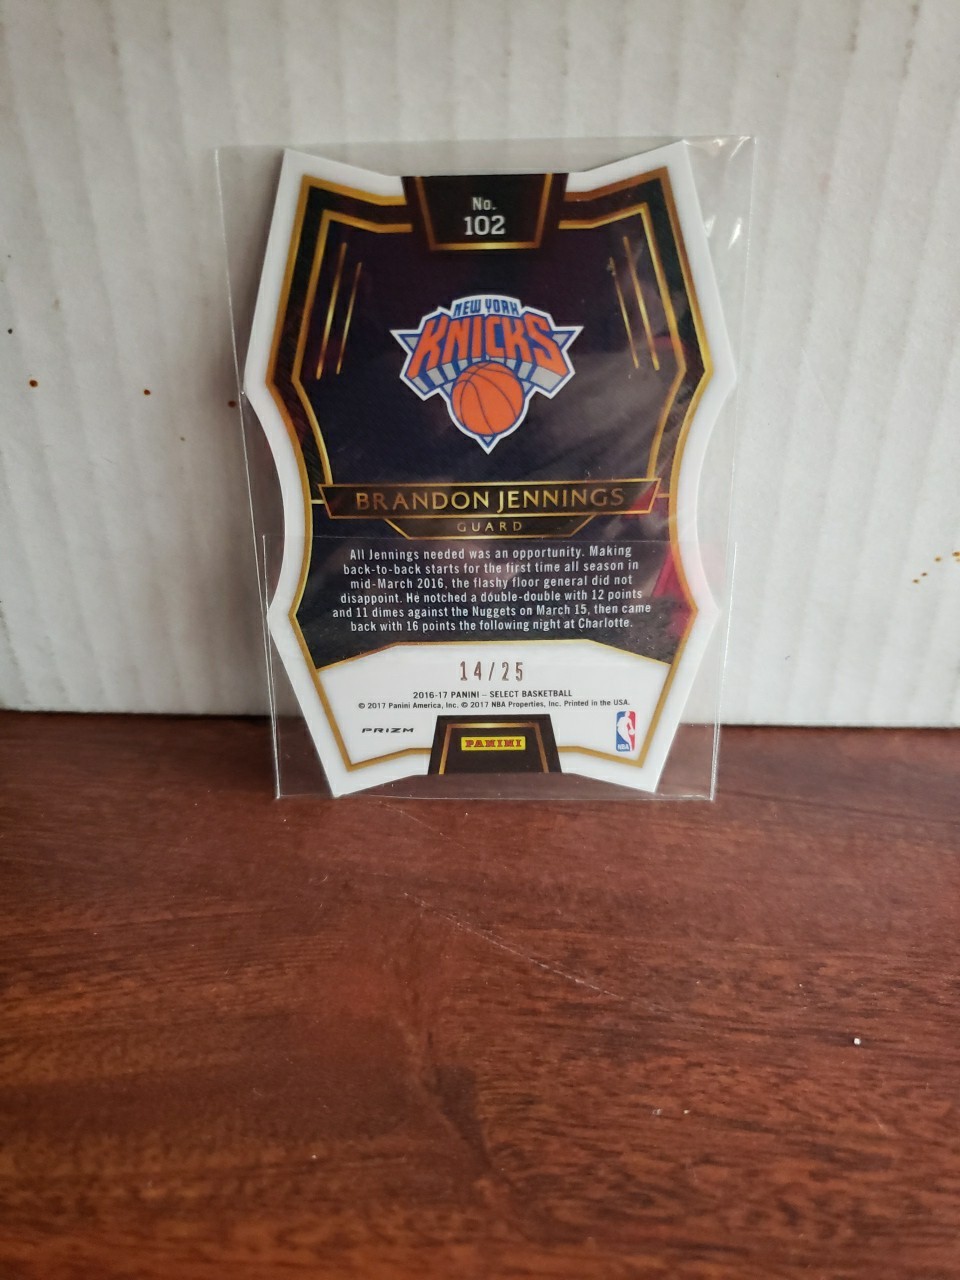 No.
102
NEW YORK
KNICKS
BRANDON JENNINGS
GUARD
All Jennings needed was an opportunity. Making
back-to-back starts for the first time all season in
mid-March 2016, the flashy floor general did not
disappoint. He notched a double-double with 12 points
and 11 dimes against the Nuggets on March 15, then came
back with 16 points the following night at Charlotte.
14/25
2016-17 PANINI – SELECT BASKETBALL
© 2017 Panini America, Inc. © 2017 NBA Properties, Inc. Printed in the USA.
PRIZM
PANINI
NBA